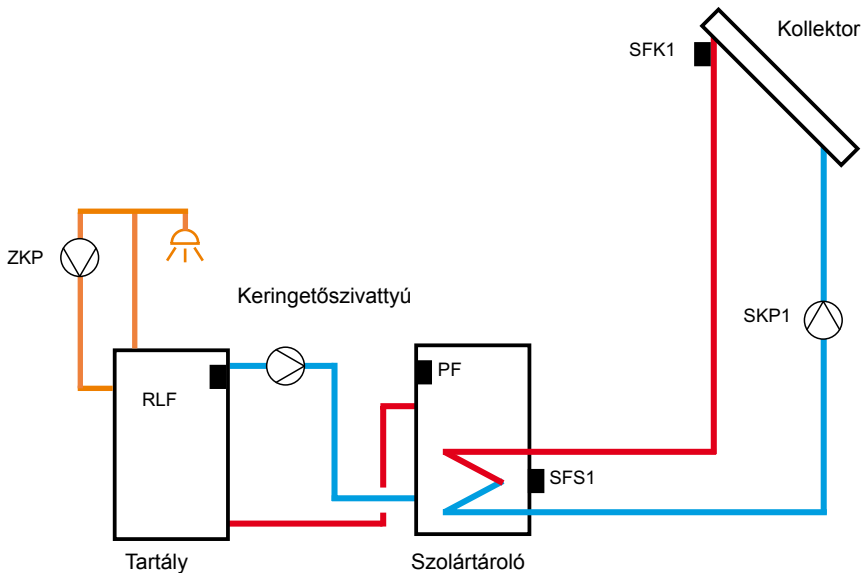 Kollektor
SFK1
ZKP
Keringetőszivattyú
SKP1
PF
RLF
SFS1
Tartály
Szolártároló